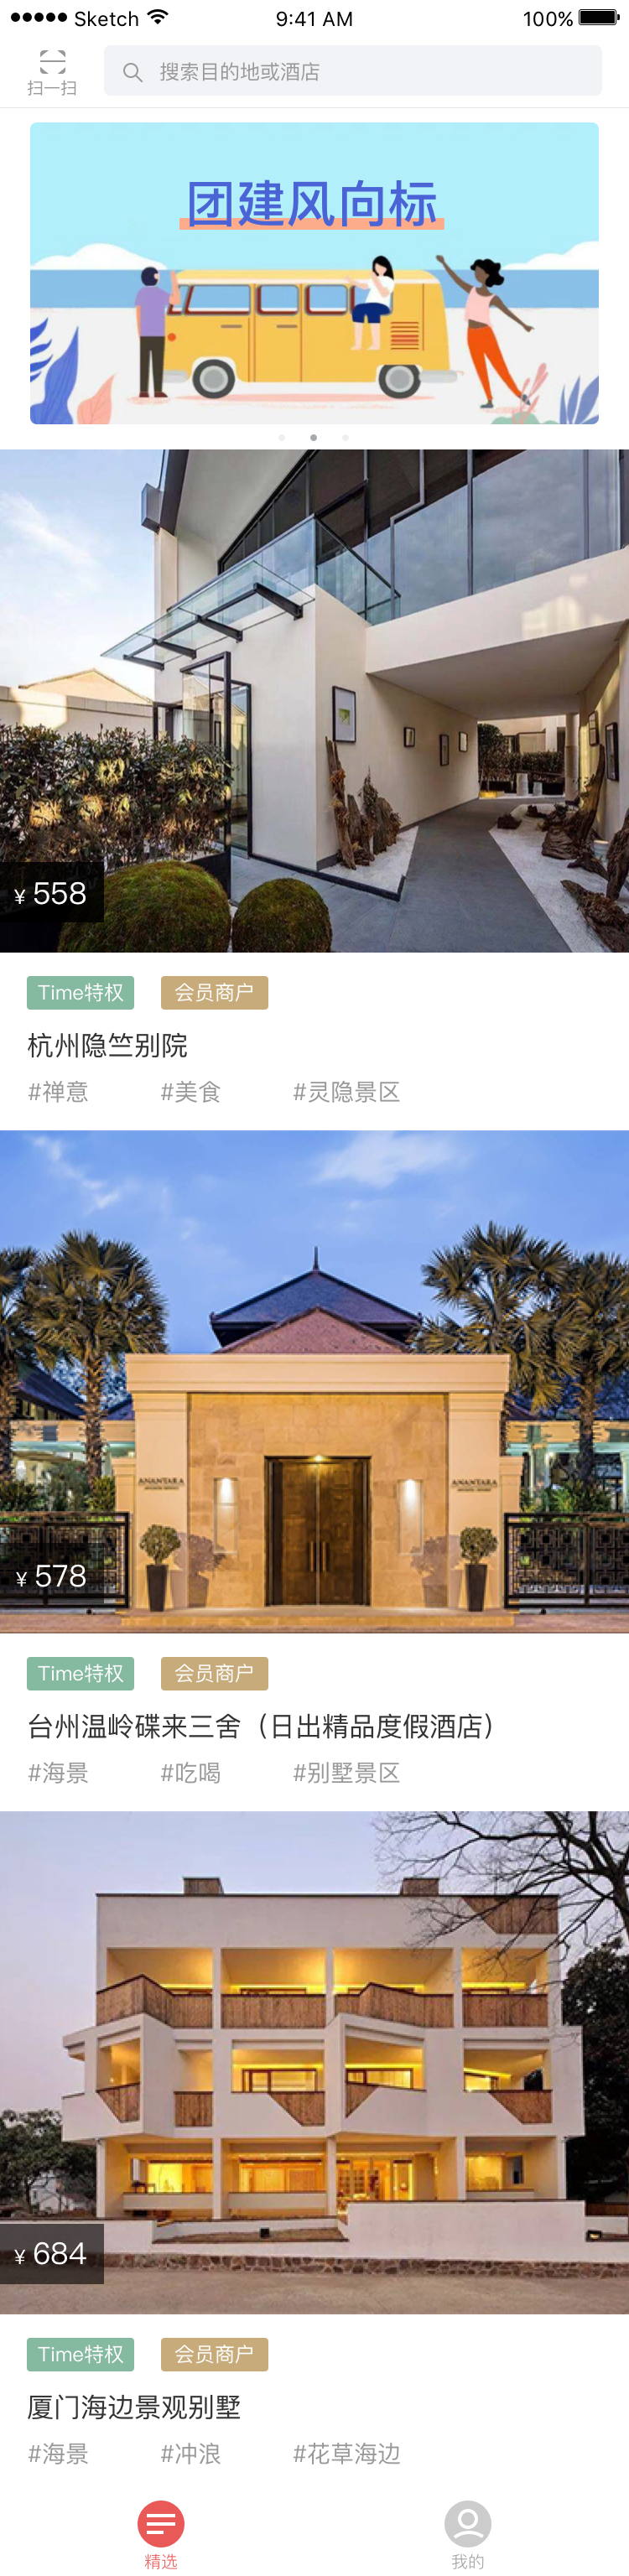 Sketch 9:41 AM 100%
扫一扫
搜索目的地或酒店
团建风向标
¥ 558
Time特权 会员商户
杭州隐竺别院
#禅意 #美食 #灵隐景区
ANANTARA ANANTARA
¥ 578
Time特权 会员商户
台州温岭碟来三舍（日出精品度假酒店）
#海景 #吃喝 #别墅景区
¥ 684
Time特权 会员商户
厦门海边景观别墅
#海景 #冲浪 #花草海边
精选 我的